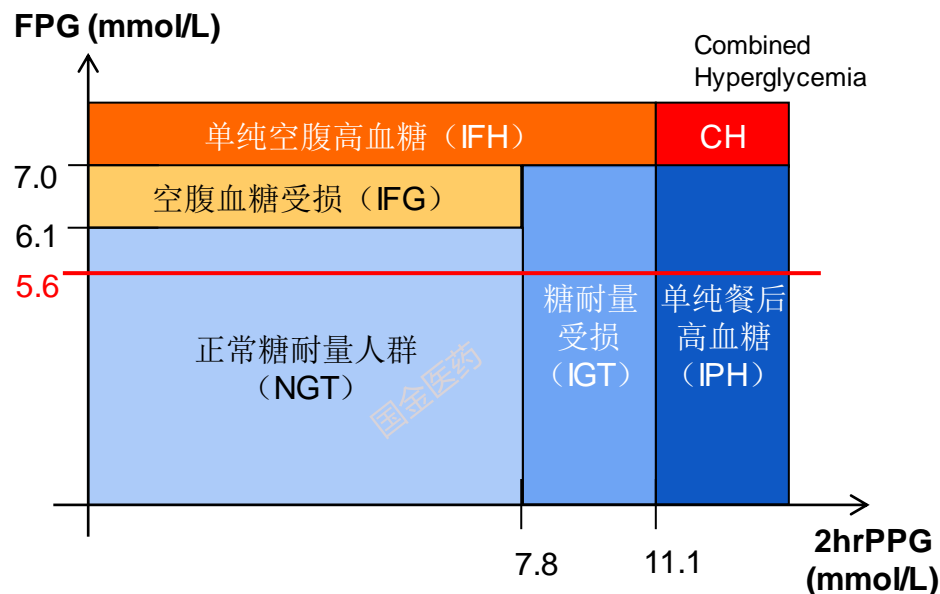 FPG (mmol/L)
Combined
Hyperglycemia
单纯空腹高血糖（IFH）
CH
7.0
空腹血糖受损（IFG）
6.1
5.6
正常糖耐量人群
（NGT）
糖耐量
受损
（IGT）
单纯餐后
高血糖
（IPH）
国金医药
7.8
11.1
2hrPPG
(mmol/L)